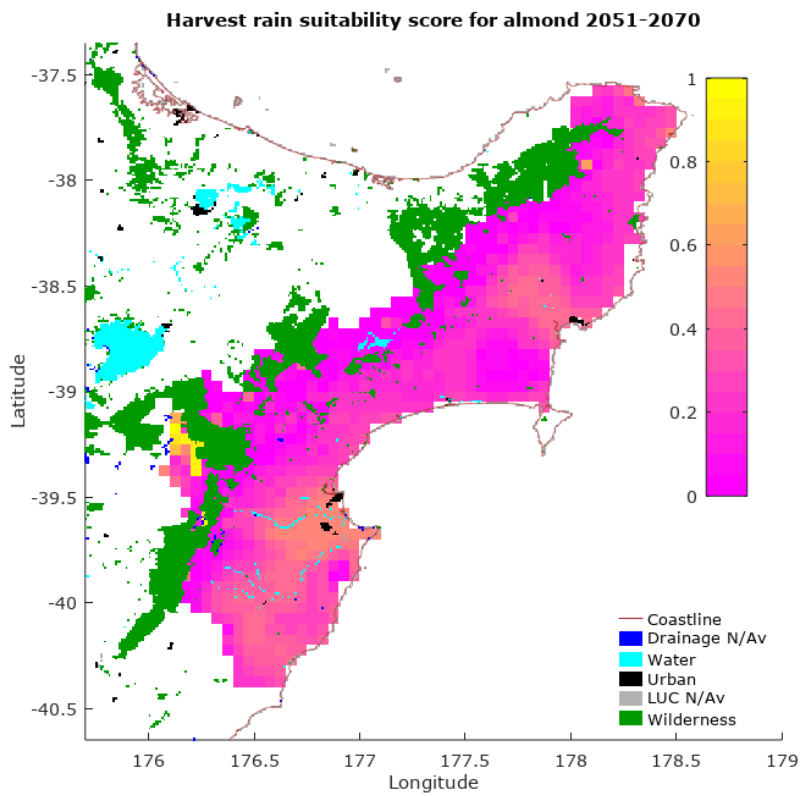 Harvest rain suitability score for almond 2051-2070
-37.5
-38
-38.5
-39
-39.5
-40
-40.5
Latitude
176
176.5
177
177.5
178
178.5
179
Longitude
1
0.8
0.6
0.4
0.2
0
Coastline
Drainage N/Av
Water
Urban
LUC N/Av
Wilderness